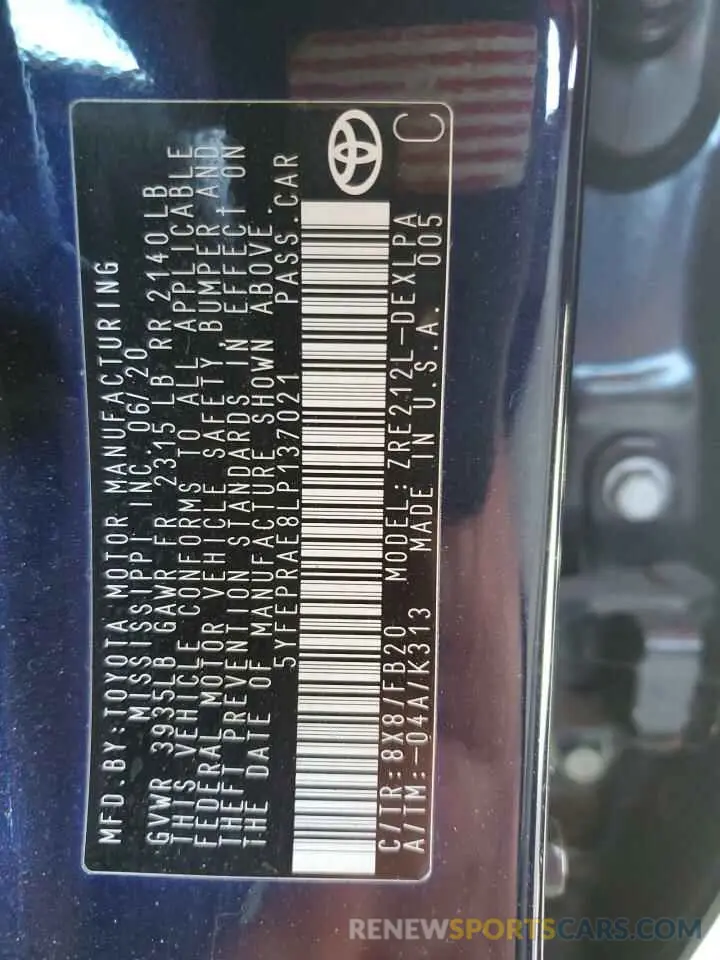 MFD.BY:TOYOTA MOTOR MANUFACTURING
MISSISSIPPI INC. 06/20
GVWR 3935LB GAWR FR 2315 LB RR 2140LB
THIS VEHICLE CONFORMS TO ALL APPLICABLE
FEDERAL MOTOR VEHICLE SAFETY, BUMPER, AND
THEFT PREVENTION STANDARDS IN EFFECT ON
THE DATE OF MANUFACTURE SHOWN ABOVE.
5YFEPRAE8LP137021 PASS.CAR
C/TR:8X8/FB20 MODEL:ZRE212L-DEXLPA
A/TM:-04A/K313 MADE IN U.S.A. 005
C
RENEWSPORTSCARS.COM